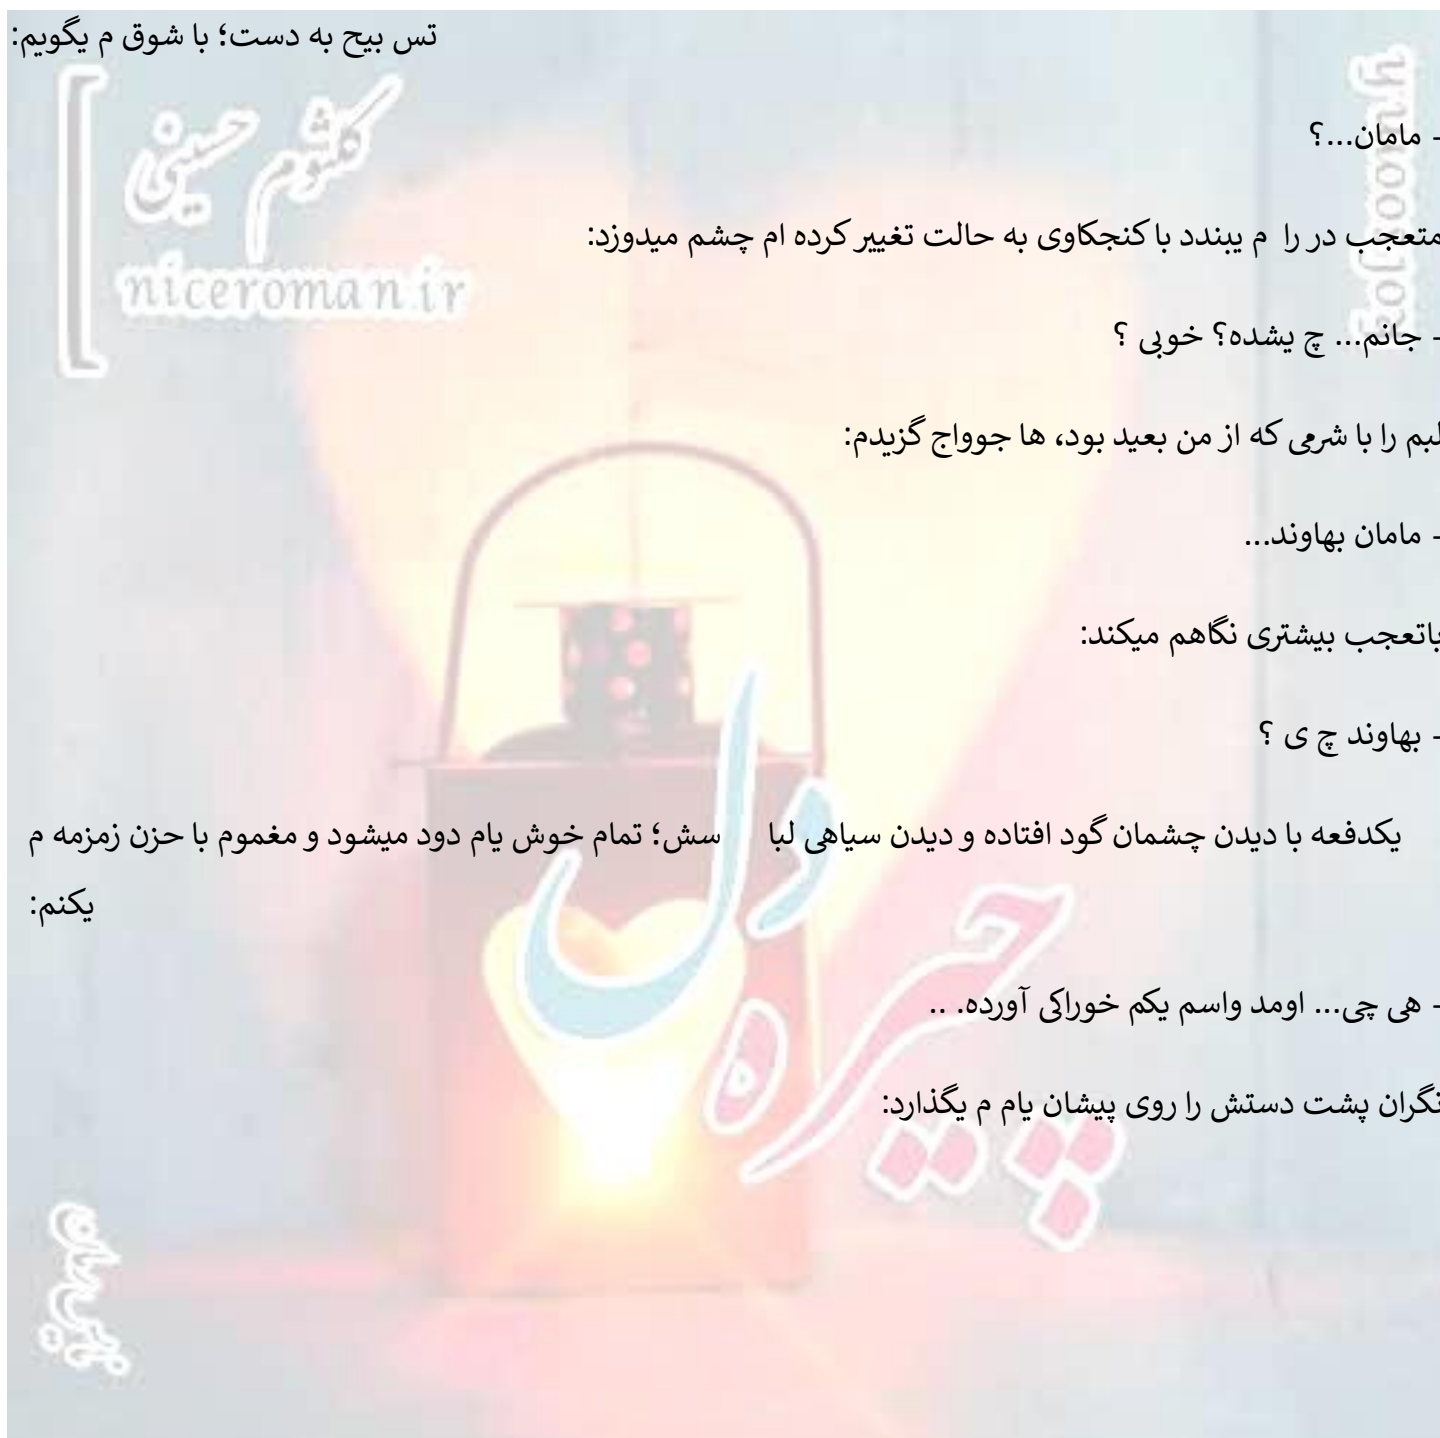 تس بیح به دست؛ با شوق م یگویم:
- مامان...؟
متعجب در را م یبندد با کنجکاوی به حالت تغییر کرده ام چشم میدوزد:
- جانم... چ یشده؟ خوبی ؟
لبم را با شرمی که از من بعید بود، ها جوواج گزیدم:
- مامان بهاوند...
باتعجب بیشتری نگاهم میکند:
- بهاوند چ ی ؟
یکدفعه با دیدن چشمان گود افتاده و دیدن سیاهی لبا سش؛ تمام خوش یام دود میشود و مغموم با حزن زمزمه م
یکنم:
- هی چی... اومد واسم یکم خوراکی آورده. ..
نگران پشت دستش را روی پیشان یام م یگذارد:
کلثوم حسینی
niceroman.ir
چیره دل